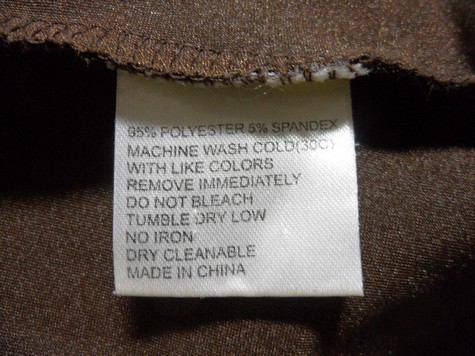 95% POLYESTER 5% SPANDEX
MACHINE WASH COLD(30C)
WITH LIKE COLORS
REMOVE IMMEDIATELY
DO NOT BLEACH
TUMBLE DRY LOW
NO IRON
DRY CLEANABLE
MADE IN CHINA